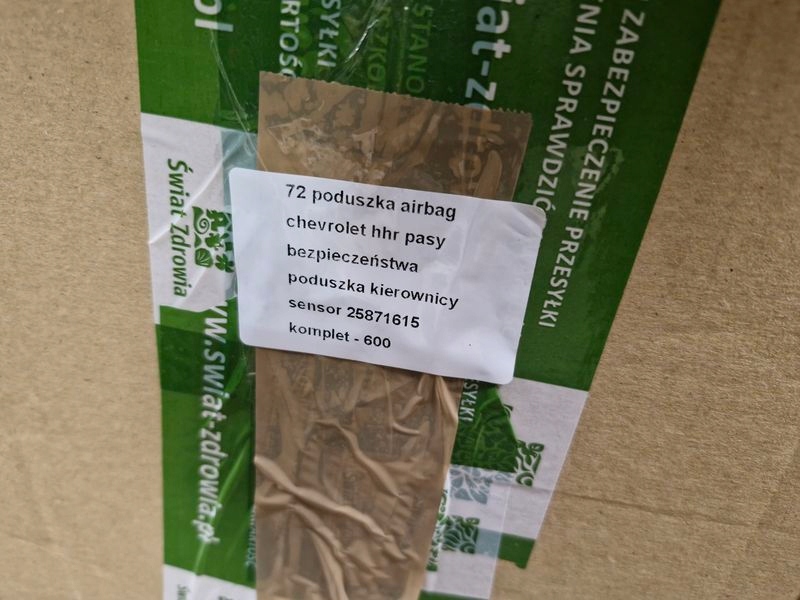 72 poduszka airbag
chevrolet hhr pasy
bezpieczeństwa
poduszka kierownicy
sensor 25871615
komplet - 600
Świat Zdrowia
www.swiat-zdrowia.pl
ZABEZPIECZENIE PRZESYŁKI
SPRAWDZIĆ